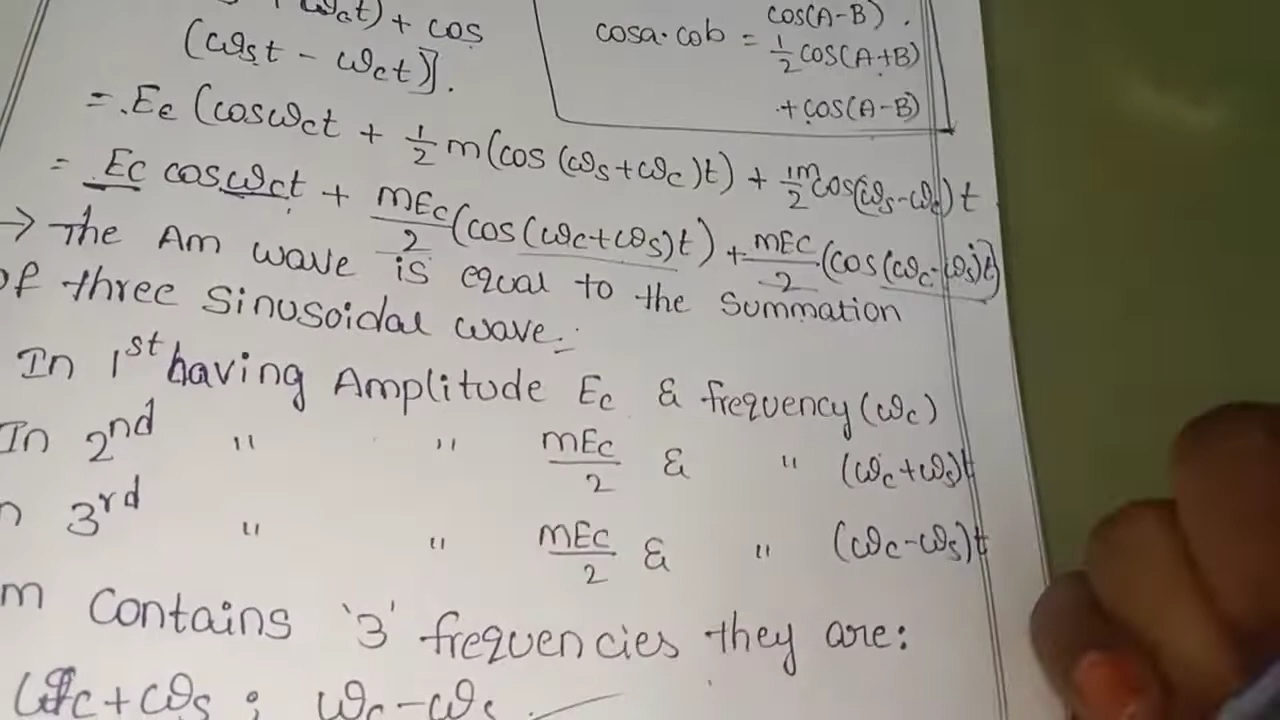 ωct) + cos
(ωst - ωct)].
cos(A-B).
cosa.cob = 1/2 cos(A+B)
+ cos(A-B)
= .Ec (cosωct + 1/2 m(cos (ωs+ωc)t) + 1m/2 cos(ωs-ωc)t
= Ec cosωct + mEc/2 (cos(ωc+ωs)t) + mEc/2 (cos(ωc-ωs)t)
→ The Am wave is equal to the Summation
of three Sinusoidal wave:-
In 1st having Amplitude Ec & frequency (ωc)
In 2nd " " mEc/2 & " (ωc+ωs)t
n 3rd " " mEc/2 & " (ωc-ωs)t
m Contains '3' frequencies they are:
ωc+ωs ; ωc-ωs